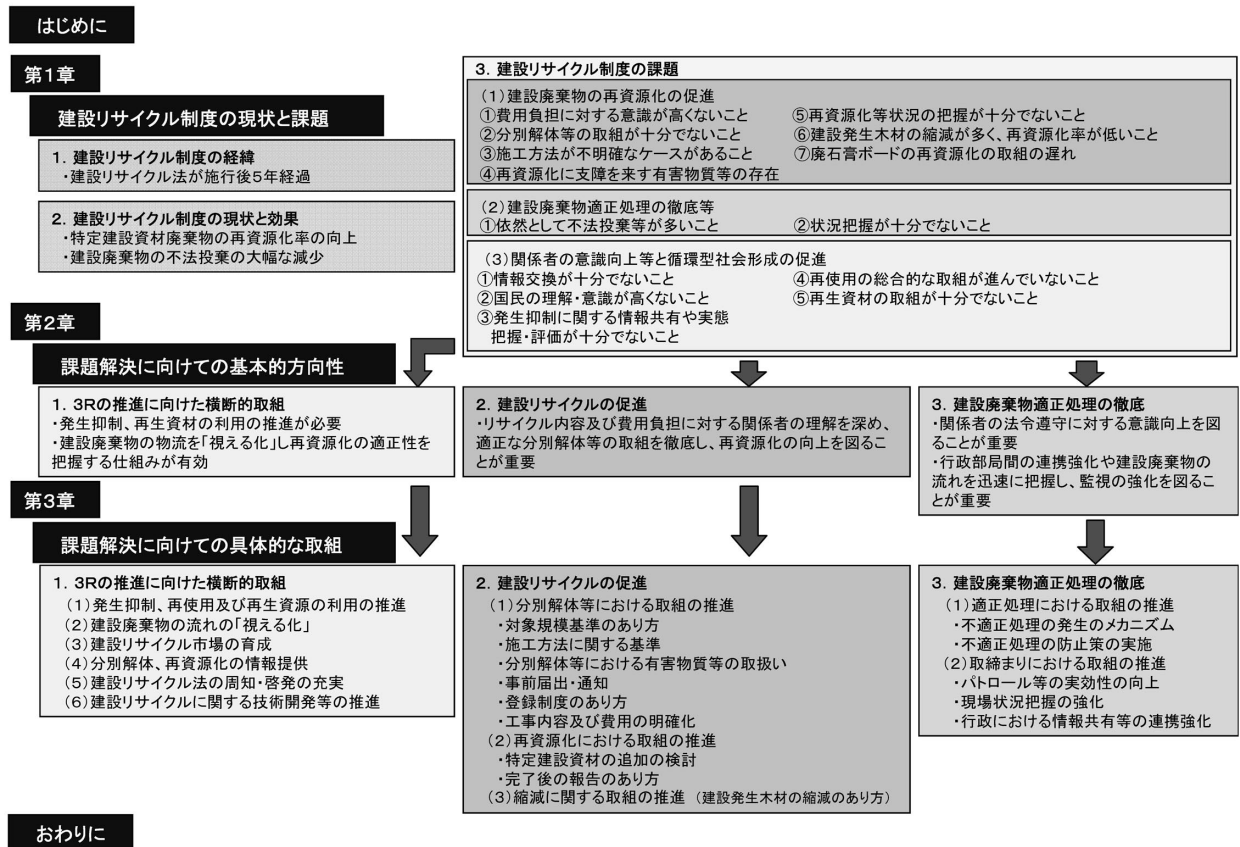 はじめに
第1章
建設リサイクル制度の現状と課題
1．建設リサイクル制度の経緯
・建設リサイクル法が施行後5年経過
2．建設リサイクル制度の現状と効果
・特定建設資材廃棄物の再資源化率の向上
・建設廃棄物の不法投棄の大幅な減少
3．建設リサイクル制度の課題
（1）建設廃棄物の再資源化の促進
①費用負担に対する意識が高くないこと
②分別解体等の取組が十分でないこと
③施工方法が不明確なケースがあること
④再資源化に支障を来す有害物質等の存在
⑤再資源化等状況の把握が十分でないこと
⑥建設発生木材の縮減が多く、再資源化率が低いこと
⑦廃石膏ボードの再資源化の取組の遅れ
（2）建設廃棄物適正処理の徹底等
①依然として不法投棄等が多いこと
②状況把握が十分でないこと
（3）関係者の意識向上等と循環型社会形成の促進
①情報交換が十分でないこと
②国民の理解・意識が高くないこと
③発生抑制に関する情報共有や実態
把握・評価が十分でないこと
④再使用の総合的な取組が進んでいないこと
⑤再生資材の取組が十分でないこと
第2章
課題解決に向けての基本的方向性
1．3Rの推進に向けた横断的取組
・発生抑制、再生資材の利用の推進が必要
・建設廃棄物の物流を「視える化」し再資源化の適正性を
把握する仕組みが有効
2．建設リサイクルの促進
・リサイクル内容及び費用負担に対する関係者の理解を深め、
適正な分別解体等の取組を徹底し、再資源化の向上を図るこ
とが重要
3．建設廃棄物適正処理の徹底
・関係者の法令遵守に対する意識向上を図
ることが重要
・行政部局間の連携強化や建設廃棄物の
流れを迅速に把握し、監視の強化を図るこ
とが重要
第3章
課題解決に向けての具体的な取組
1．3Rの推進に向けた横断的取組
（1）発生抑制、再使用及び再生資源の利用の推進
（2）建設廃棄物の流れの「視える化」
（3）建設リサイクル市場の育成
（4）分別解体、再資源化の情報提供
（5）建設リサイクル法の周知・啓発の充実
（6）建設リサイクルに関する技術開発等の推進
2．建設リサイクルの促進
（1）分別解体等における取組の推進
・対象規模基準のあり方
・施工方法に関する基準
・分別解体等における有害物質等の取扱い
・事前届出・通知
・登録制度のあり方
・工事内容及び費用の明確化
（2）再資源化における取組の推進
・特定建設資材の追加の検討
・完了後の報告のあり方
（3）縮減に関する取組の推進（建設発生木材の縮減のあり方）
3．建設廃棄物適正処理の徹底
（1）適正処理における取組の推進
・不適正処理の発生のメカニズム
・不適正処理の防止策の実施
（2）取締まりにおける取組の推進
・パトロール等の実効性の向上
・現場状況把握の強化
・行政における情報共有等の連携強化
おわりに